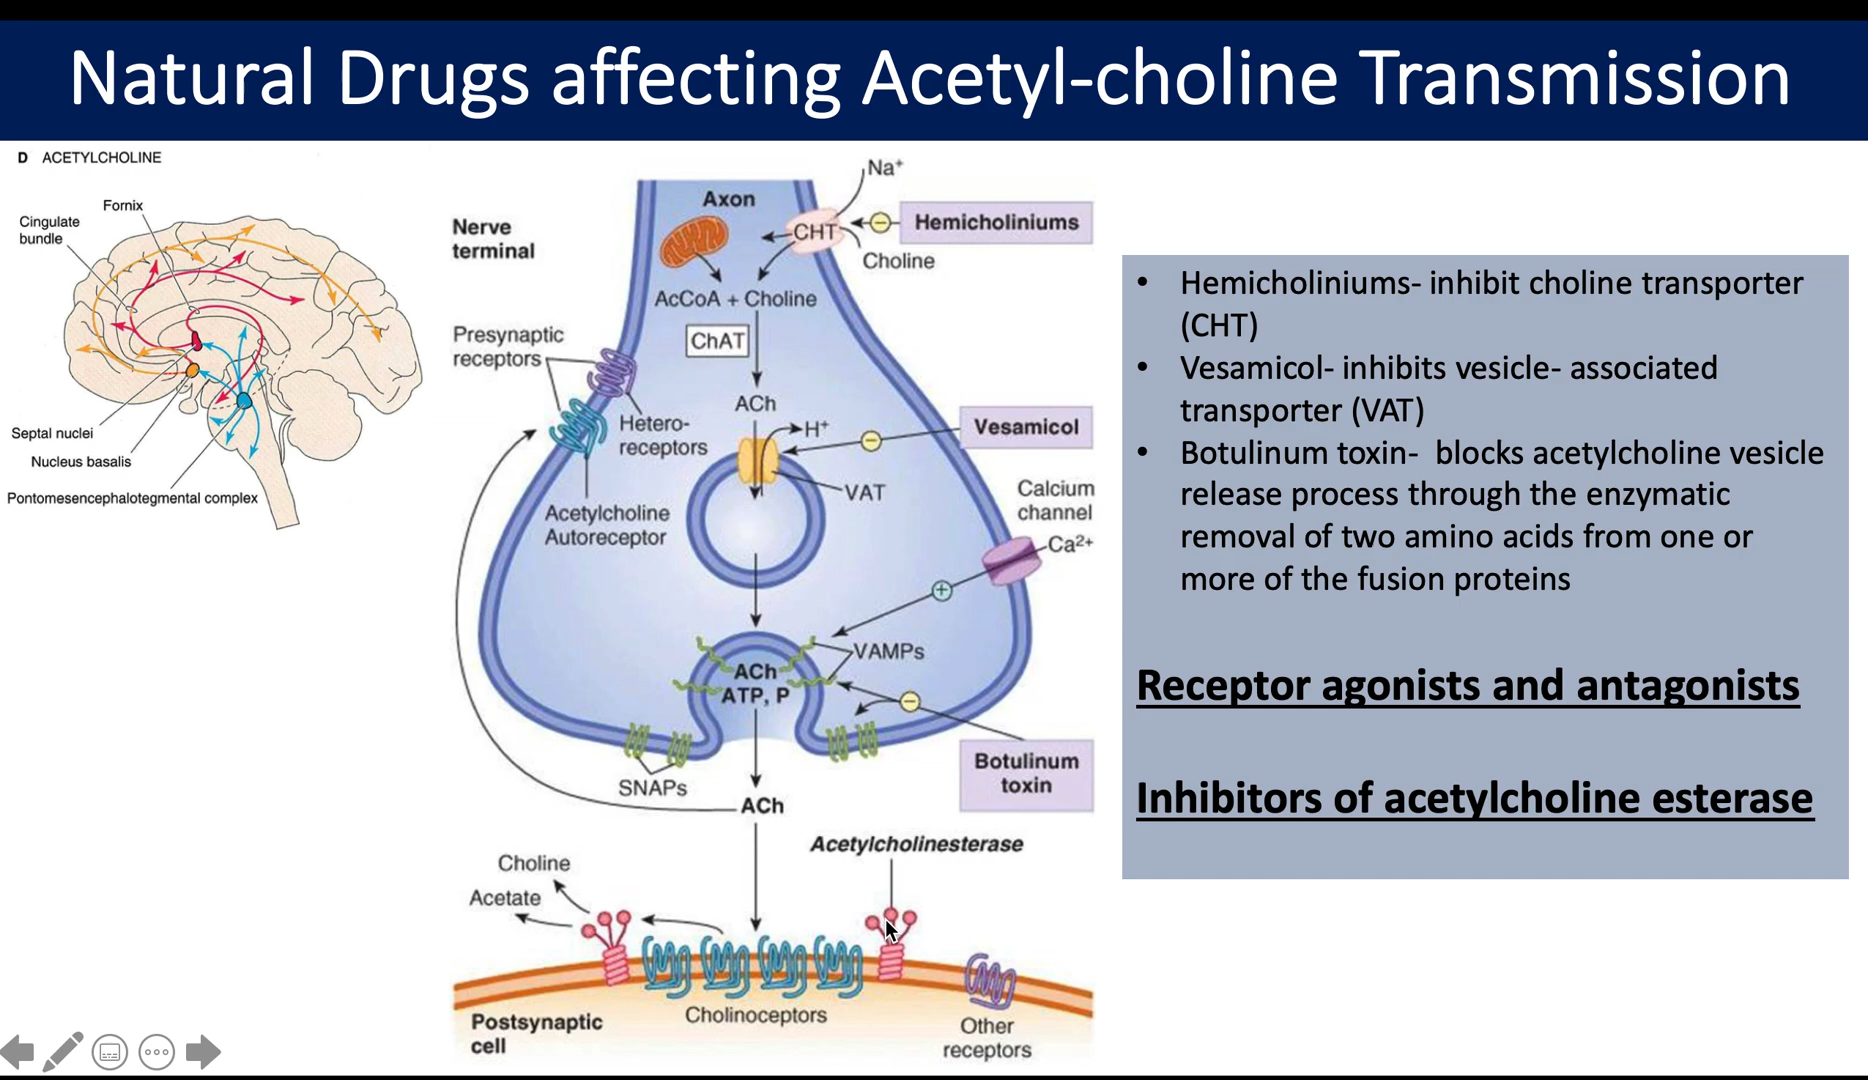 Natural Drugs affecting Acetyl-choline Transmission
D ACETYLCHOLINE
Fornix
Cingulate
bundle
Septal nuclei
Nucleus basalis
Pontomesencephalotegmental complex
Nerve
terminal
Axon
Na+
CHT
Hemicholiniums
Choline
AcCoA + Choline
Presynaptic
receptors
ChAT
ACh
Hetero-
receptors
H+
Vesamicol
VAT
Acetylcholine
Autoreceptor
Calcium
channel
Ca2+
VAMPs
ACh
ATP, P
SNAPs
Botulinum
toxin
ACh
Acetylcholinesterase
Choline
Acetate
Cholinoceptors
Postsynaptic
cell
Other
receptors
• Hemicholiniums- inhibit choline transporter
(CHT)
• Vesamicol- inhibits vesicle- associated
transporter (VAT)
• Botulinum toxin- blocks acetylcholine vesicle
release process through the enzymatic
removal of two amino acids from one or
more of the fusion proteins
Receptor agonists and antagonists
Inhibitors of acetylcholine esterase